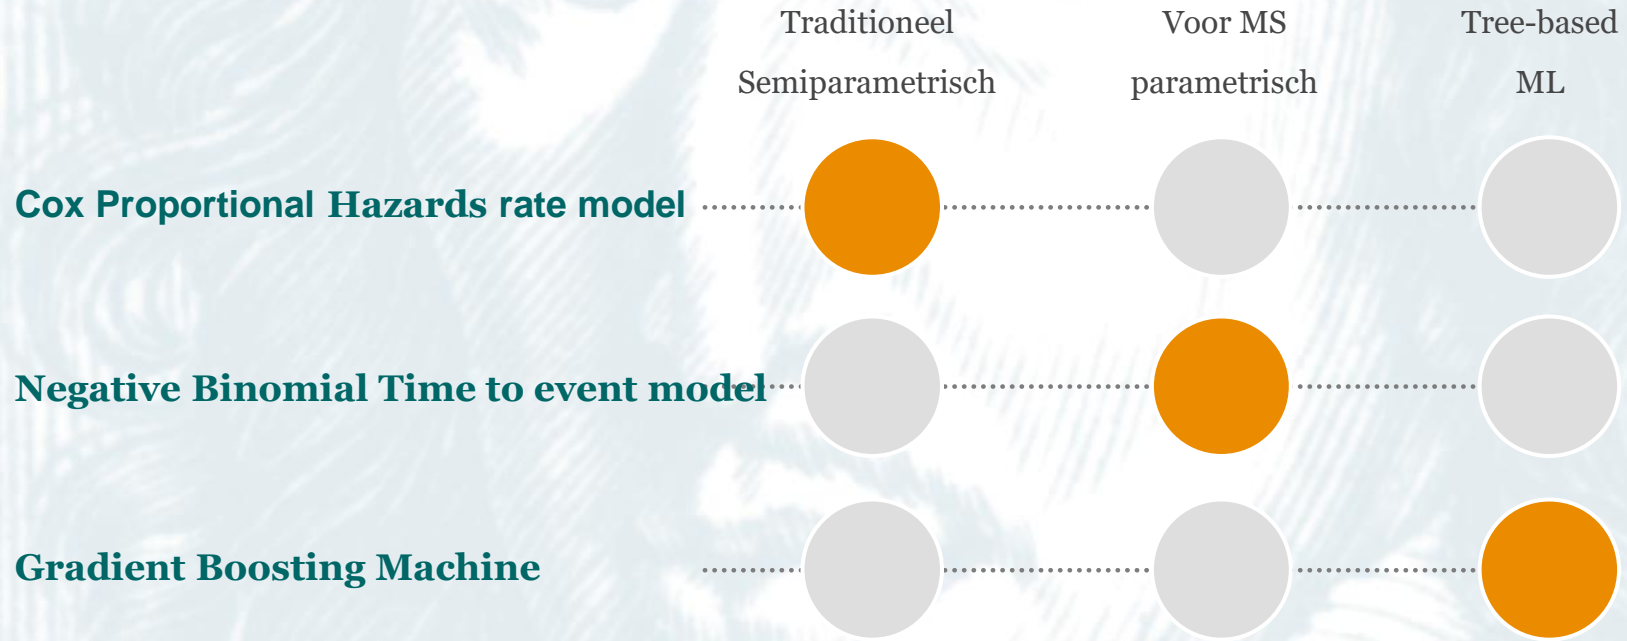 Traditioneel Voor MS Tree-based
Semiparametrisch parametrisch ML
Cox Proportional Hazards rate model
Negative Binomial Time to event model
Gradient Boosting Machine